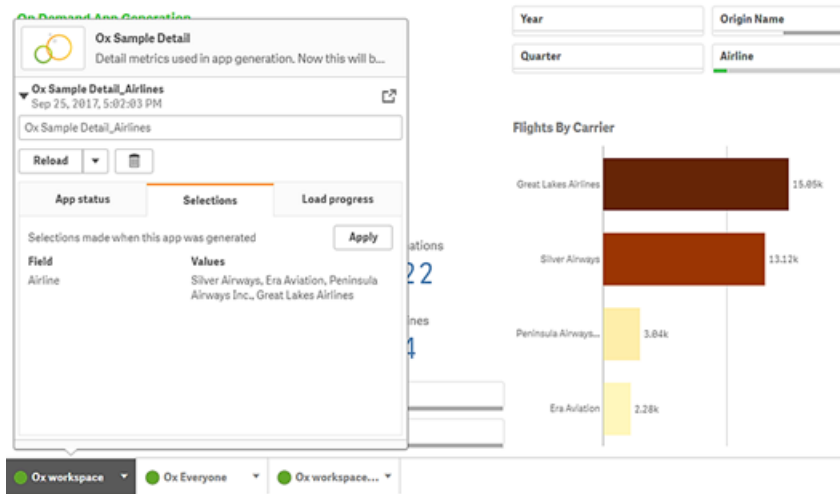 On Demand App Generation
Ox Sample Detail
Detail metrics used in app generation. Now this will b...
Ox Sample Detail_Airlines
Sep 25, 2017, 5:02:03 PM
Ox Sample Detail_Airlines
Reload
App status
Selections
Load progress
Selections made when this app was generated
Apply
Field
Values
Airline
Silver Airways, Era Aviation, Peninsula
Airways Inc., Great Lakes Airlines
ations
22
ines
4
Year
Origin Name
Quarter
Airline
Flights By Carrier
Great Lakes Airlines
15.05k
Silver Airways
13.12k
Peninsula Airways...
3.04k
Era Aviation
2.28k
Ox workspace
Ox Everyone
Ox workspace...